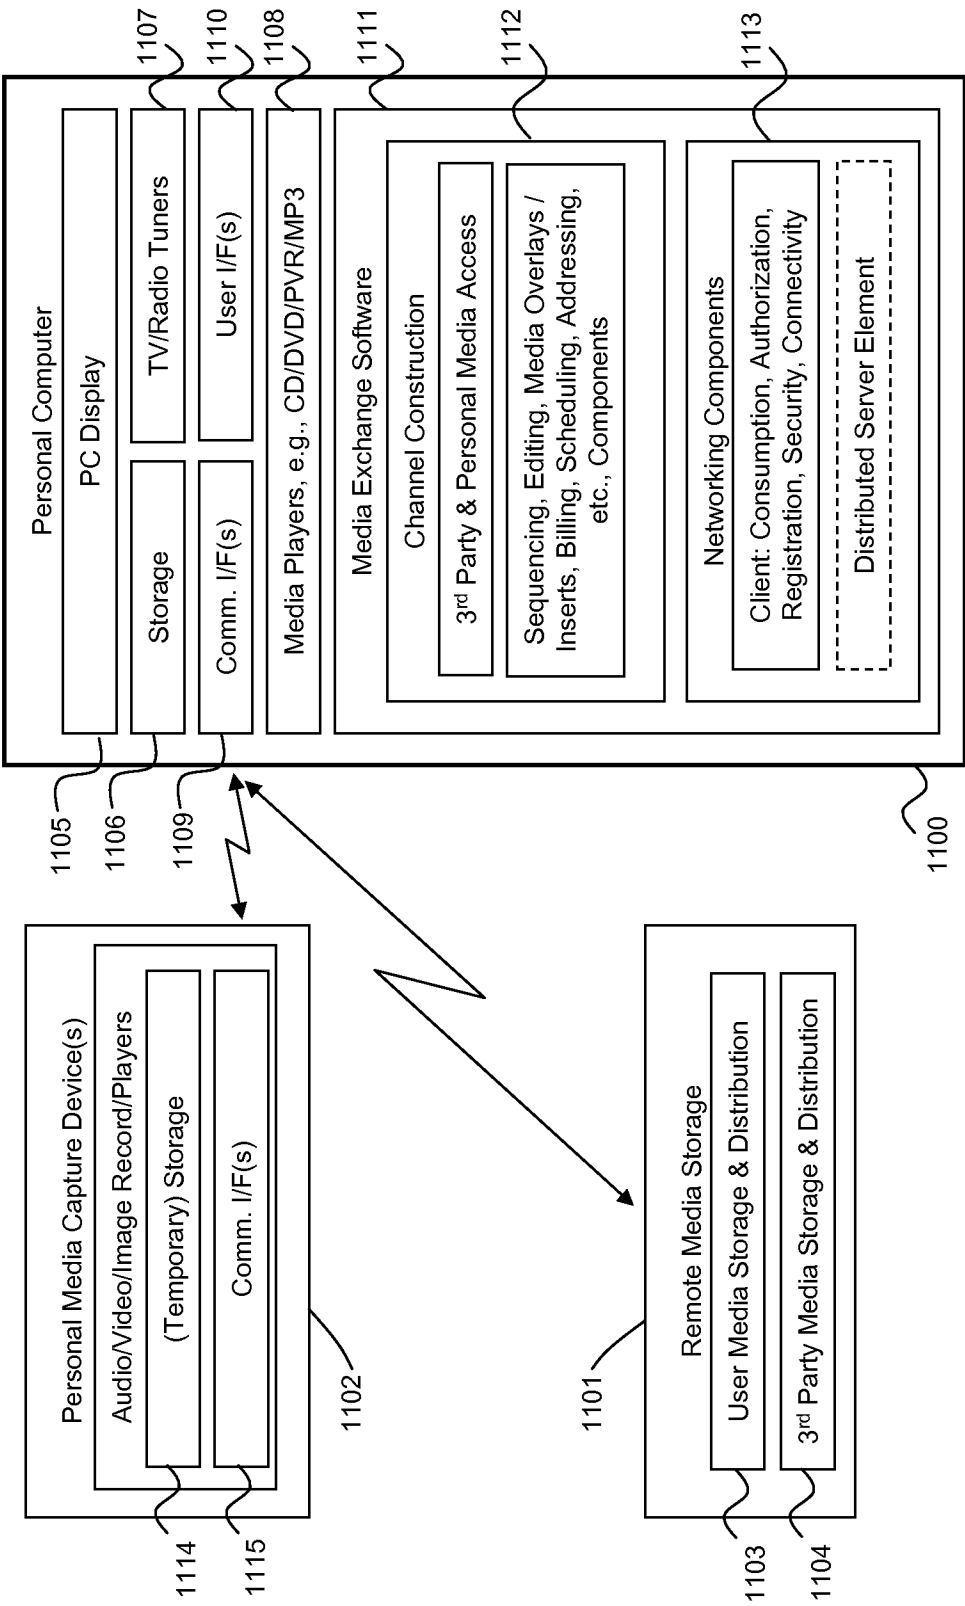 Personal Media Capture Device(s)
Audio/Video/Image Record/Players
(Temporary) Storage
Comm. I/F(s)
1114
1115
1102
Remote Media Storage
User Media Storage & Distribution
3rd Party Media Storage & Distribution
1101
1103
1104
Personal Computer
PC Display
Storage
TV/Radio Tuners
Comm. I/F(s)
User I/F(s)
Media Players, e.g., CD/DVD/PVR/MP3
Media Exchange Software
Channel Construction
3rd Party & Personal Media Access
Sequencing, Editing, Media Overlays /
Inserts, Billing, Scheduling, Addressing,
etc., Components
Networking Components
Client: Consumption, Authorization,
Registration, Security, Connectivity
Distributed Server Element
1105
1106
1109
1100
1107
1110
1108
1111
1112
1113